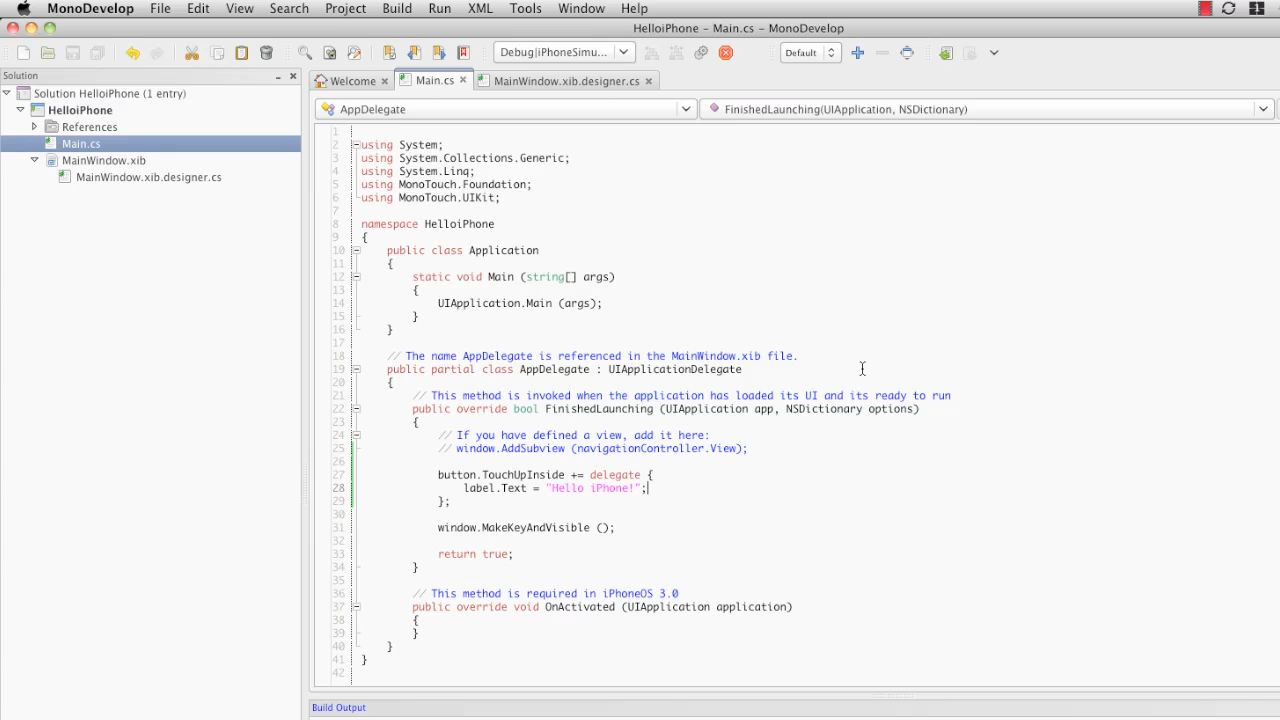 MonoDevelop File Edit View Search Project Build Run XML Tools Window Help 1
HelloiPhone - Main.cs - MonoDevelop
Debug|iPhoneSimu... Default
Solution
Solution HelloiPhone (1 entry)
HelloiPhone
References
Main.cs
MainWindow.xib
MainWindow.xib.designer.cs
Welcome Main.cs MainWindow.xib.designer.cs
AppDelegate FinishedLaunching(UIApplication, NSDictionary)
1
2 using System;
3 using System.Collections.Generic;
4 using System.Linq;
5 using MonoTouch.Foundation;
6 using MonoTouch.UIKit;
7
8 namespace HelloiPhone
9 {
10 public class Application
11 {
12 static void Main (string[] args)
13 {
14 UIApplication.Main (args);
15 }
16 }
17
18 // The name AppDelegate is referenced in the MainWindow.xib file.
19 public partial class AppDelegate : UIApplicationDelegate
20 {
21 // This method is invoked when the application has loaded its UI and its ready to run
22 public override bool FinishedLaunching (UIApplication app, NSDictionary options)
23 {
24 // If you have defined a view, add it here:
25 // window.AddSubview (navigationController.View);
26
27 button.TouchUpInside += delegate {
28 label.Text = "Hello iPhone!";
29 };
30
31 window.MakeKeyAndVisible ();
32
33 return true;
34 }
35
36 // This method is required in iPhoneOS 3.0
37 public override void OnActivated (UIApplication application)
38 {
39 }
40 }
41 }
42
Build Output